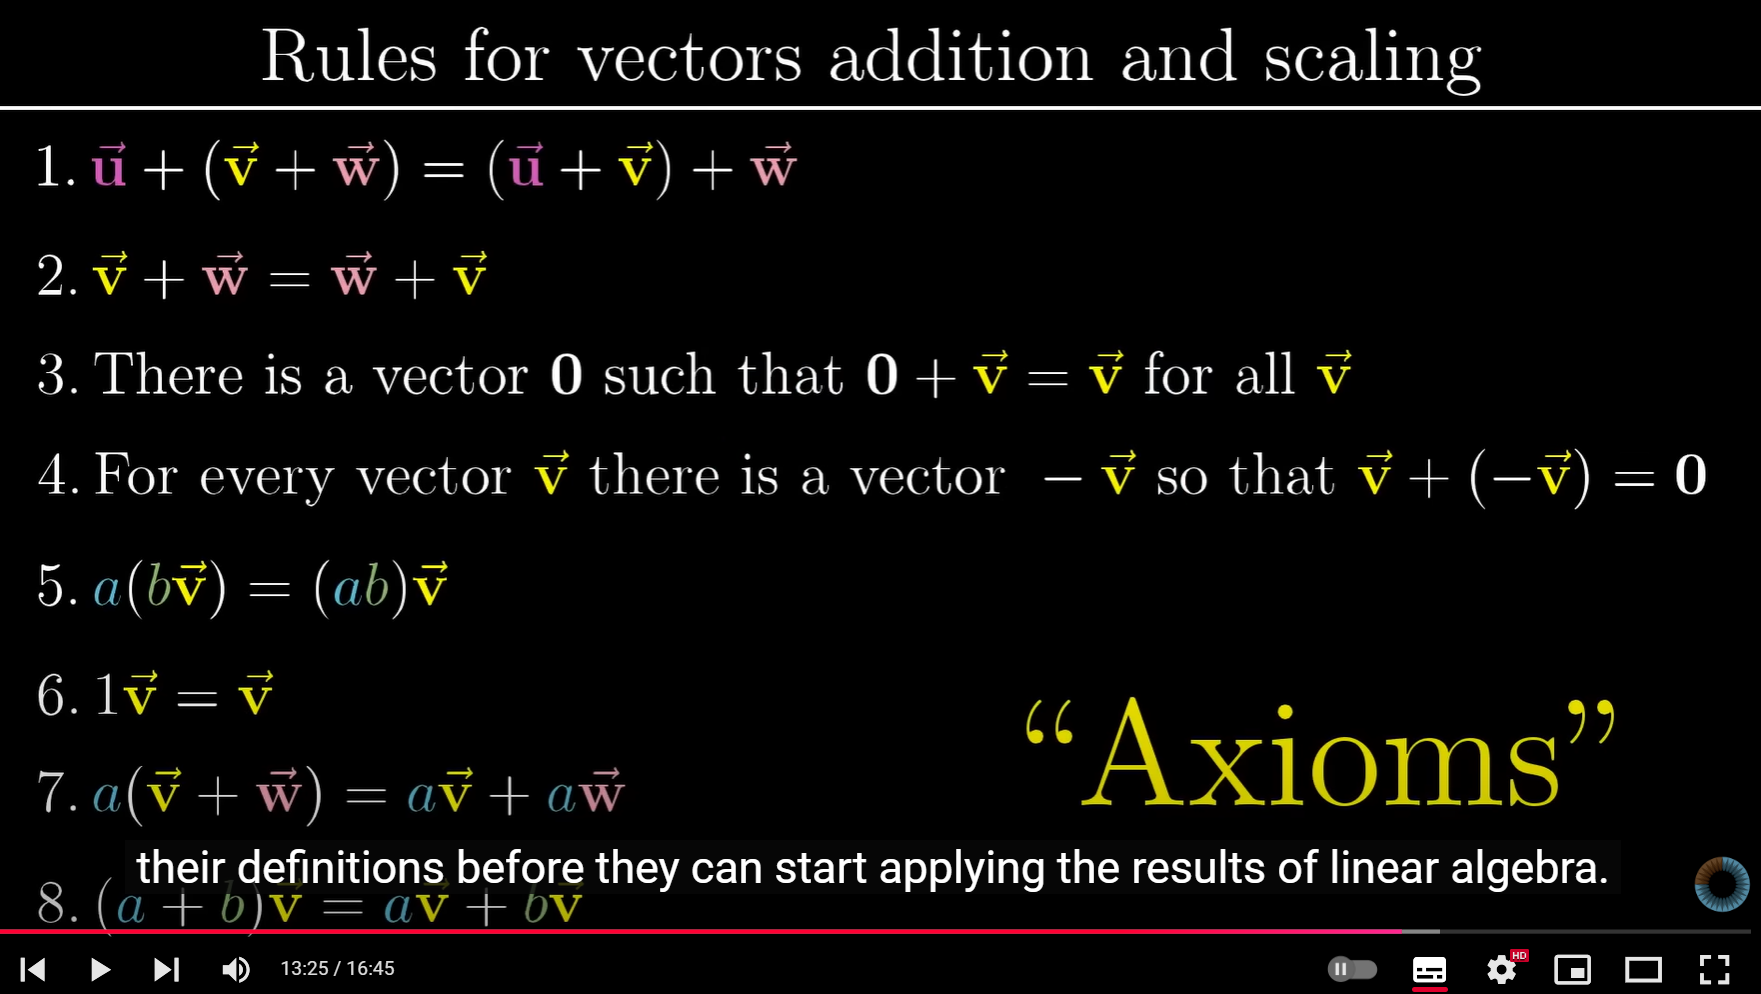 Rules for vectors addition and scaling
1. u⃗ + (v⃗ + w⃗) = (u⃗ + v⃗) + w⃗
2. v⃗ + w⃗ = w⃗ + v⃗
3. There is a vector 0 such that 0 + v⃗ = v⃗ for all v⃗
4. For every vector v⃗ there is a vector −v⃗ so that v⃗ + (−v⃗) = 0
5. a(bv⃗) = (ab)v⃗
6. 1v⃗ = v⃗
“Axioms”
7. a(v⃗ + w⃗) = av⃗ + aw⃗
their definitions before they can start applying the results of linear algebra.
8. (a + b)v⃗ = av⃗ + bv⃗
13:25 / 16:45
HD